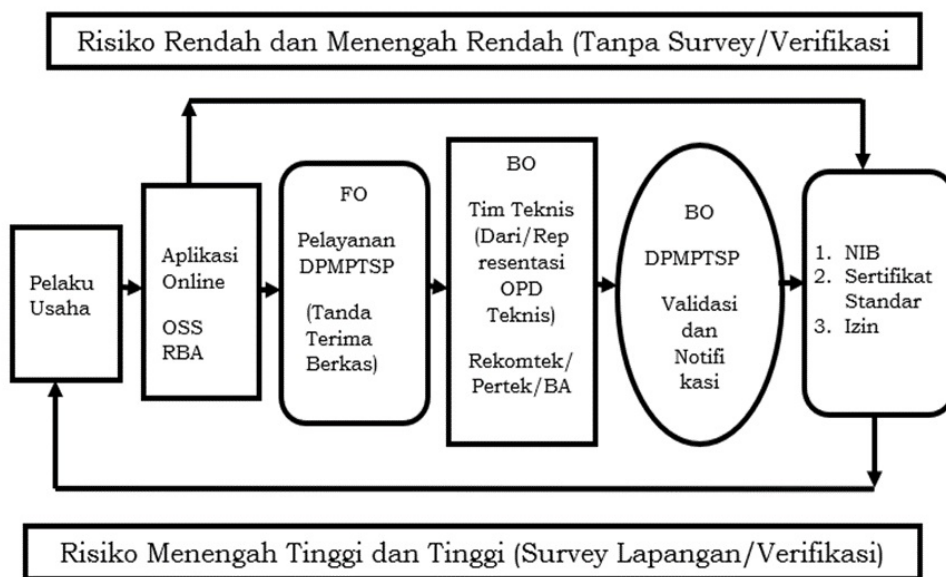 Risiko Rendah dan Menengah Rendah (Tanpa Survey/Verifikasi
Pelaku
Usaha
Aplikasi
Online
OSS
RBA
FO
Pelayanan
DPMPTSP
(Tanda
Terima
Berkas)
BO
Tim Teknis
(Dari/Rep
resentasi
OPD
Teknis)
Rekomtek/
Pertek/BA
BO
DPMPTSP
Validasi
dan
Notifi
kasi
1. NIB
2. Sertifikat
Standar
3. Izin
Risiko Menengah Tinggi dan Tinggi (Survey Lapangan/Verifikasi)